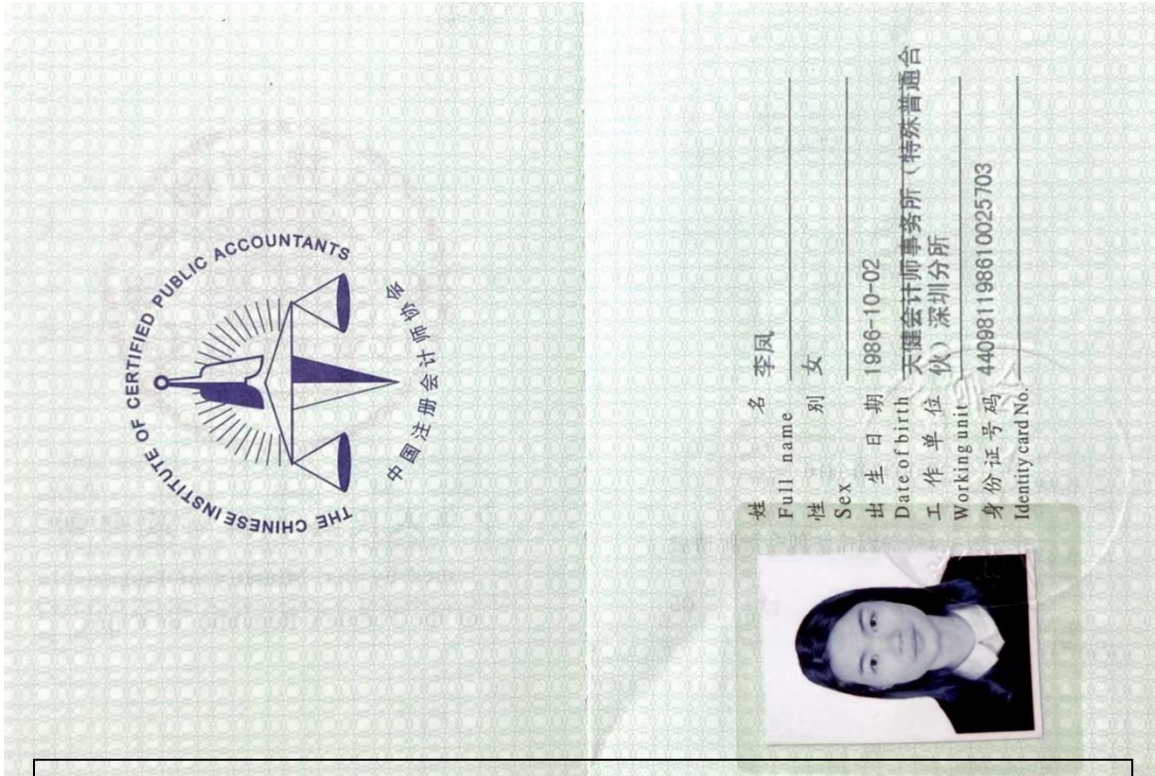 THE CHINESE INSTITUTE OF CERTIFIED PUBLIC ACCOUNTANTS
中国注册会计师协会
姓 名 李凤
Full name
性 别 女
Sex
出 生 日 期 1986-10-02
Date of birth
天健会计师事务所（特殊普通合
工 作 单 位 伙）深圳分所
Working unit
身份证号码 440981198610025703
Identity card No.